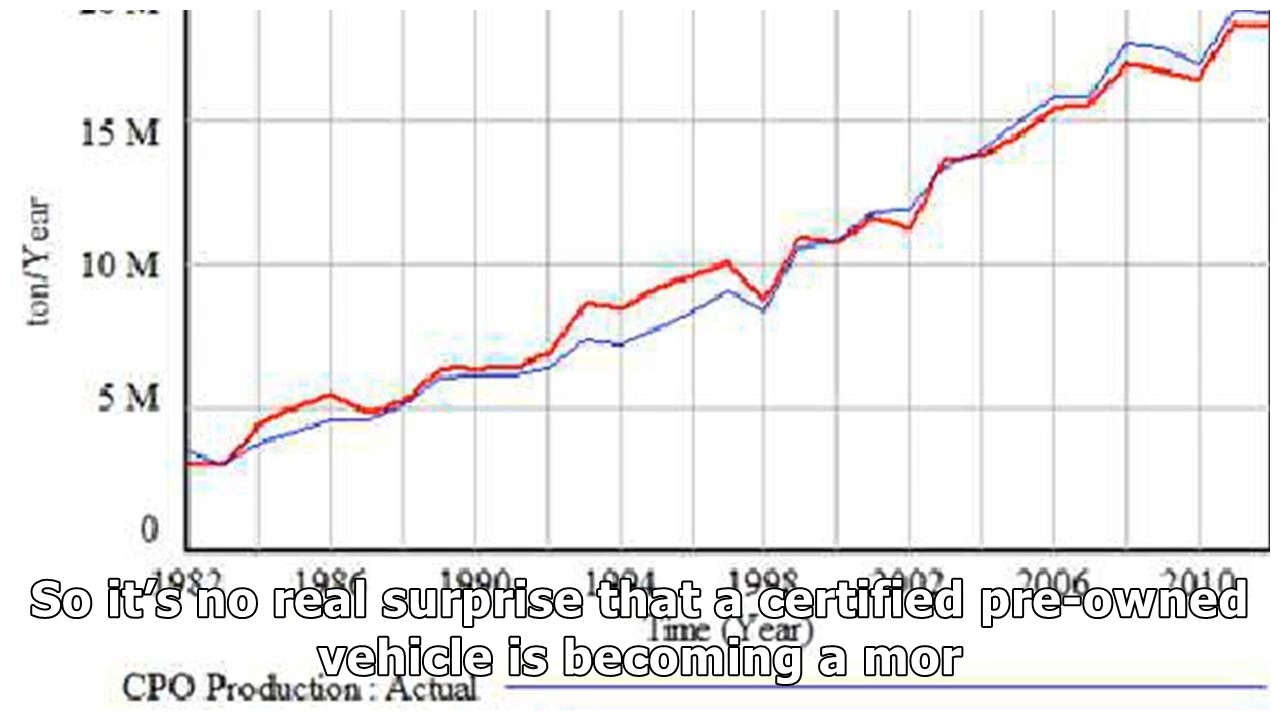 20 M
15 M
10 M
5 M
0
ton/Year
1982 1986 1990 1994 1998 2002 2006 2010
So it's no real surprise that a certified pre-owned
Time (Year)
vehicle is becoming a mor
CPO Production : Actual